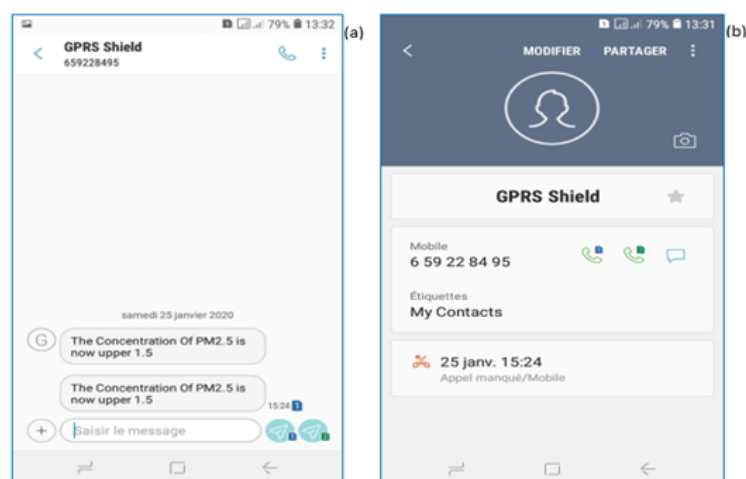 79% 13:32
(a)
GPRS Shield
659228495
samedi 25 janvier 2020
G
The Concentration Of PM2.5 is
now upper 1.5
The Concentration Of PM2.5 is
now upper 1.5
15:24 1
+ Saisir le message 1 2
79% 13:31
(b)
MODIFIER PARTAGER
GPRS Shield
Mobile
6 59 22 84 95
Étiquettes
My Contacts
25 janv. 15:24
Appel manqué/Mobile